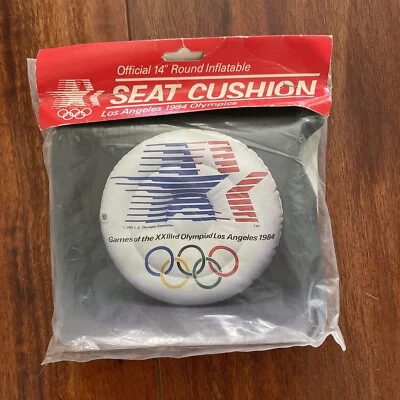 Official 14" Round Inflatable
SEAT CUSHION
Los Angeles 1984 Olympics
Games of the XXIIIrd Olympiad Los Angeles 1984